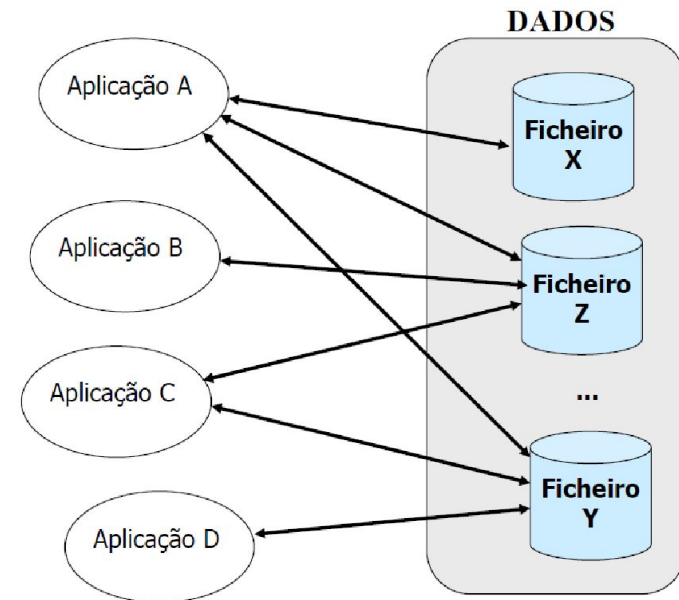 DADOS
Aplicação A
Ficheiro
X
Aplicação B
Ficheiro
Z
Aplicação C
...
Ficheiro
Y
Aplicação D